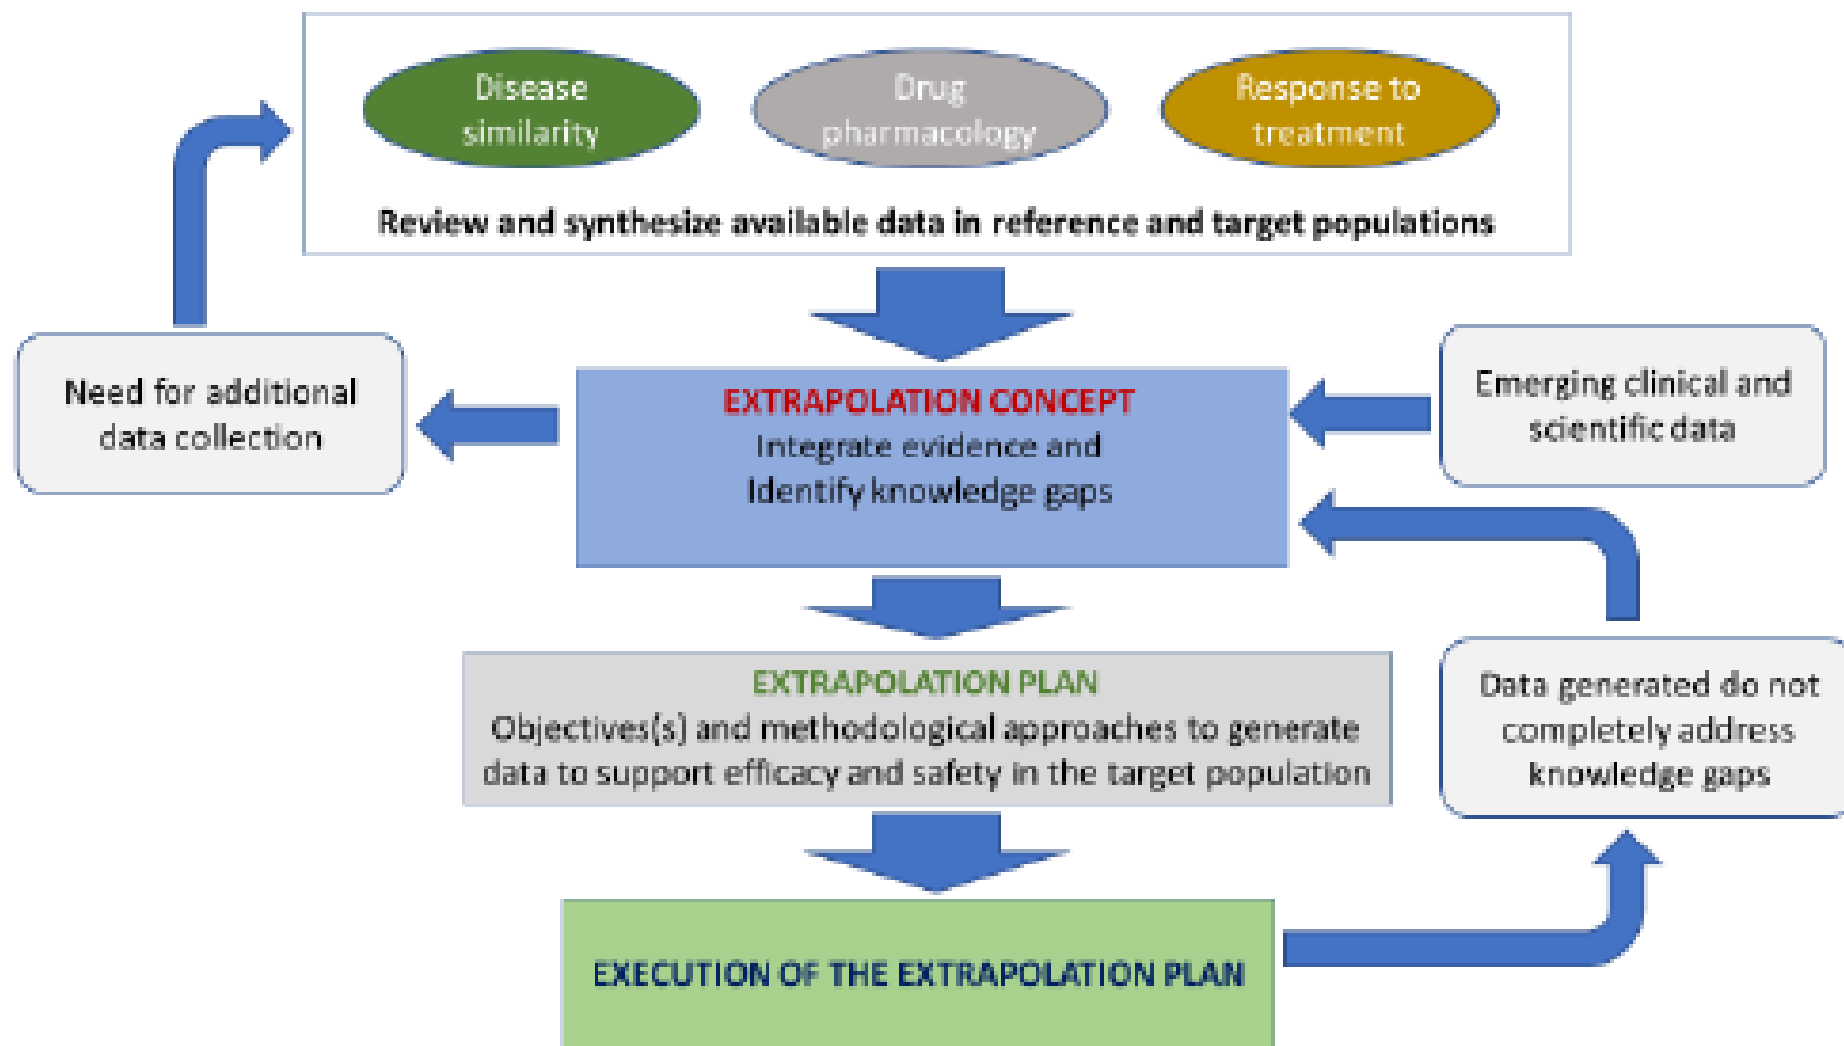 Disease
similarity
Drug
pharmacology
Response to
treatment
Review and synthesize available data in reference and target populations
Need for additional
data collection
EXTRAPOLATION CONCEPT
Integrate evidence and
Identify knowledge gaps
Emerging clinical and
scientific data
EXTRAPOLATION PLAN
Objectives(s) and methodological approaches to generate
data to support efficacy and safety in the target population
Data generated do not
completely address
knowledge gaps
EXECUTION OF THE EXTRAPOLATION PLAN